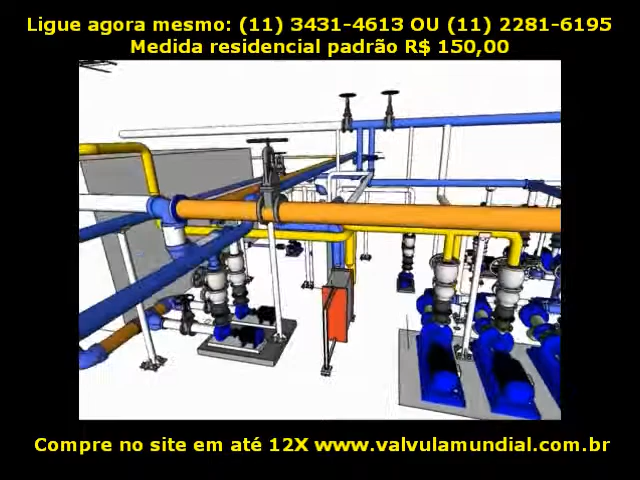 Ligue agora mesmo: (11) 3431-4613 OU (11) 2281-6195
Medida residencial padrão R$ 150,00
Compre no site em até 12X www.valvulamundial.com.br